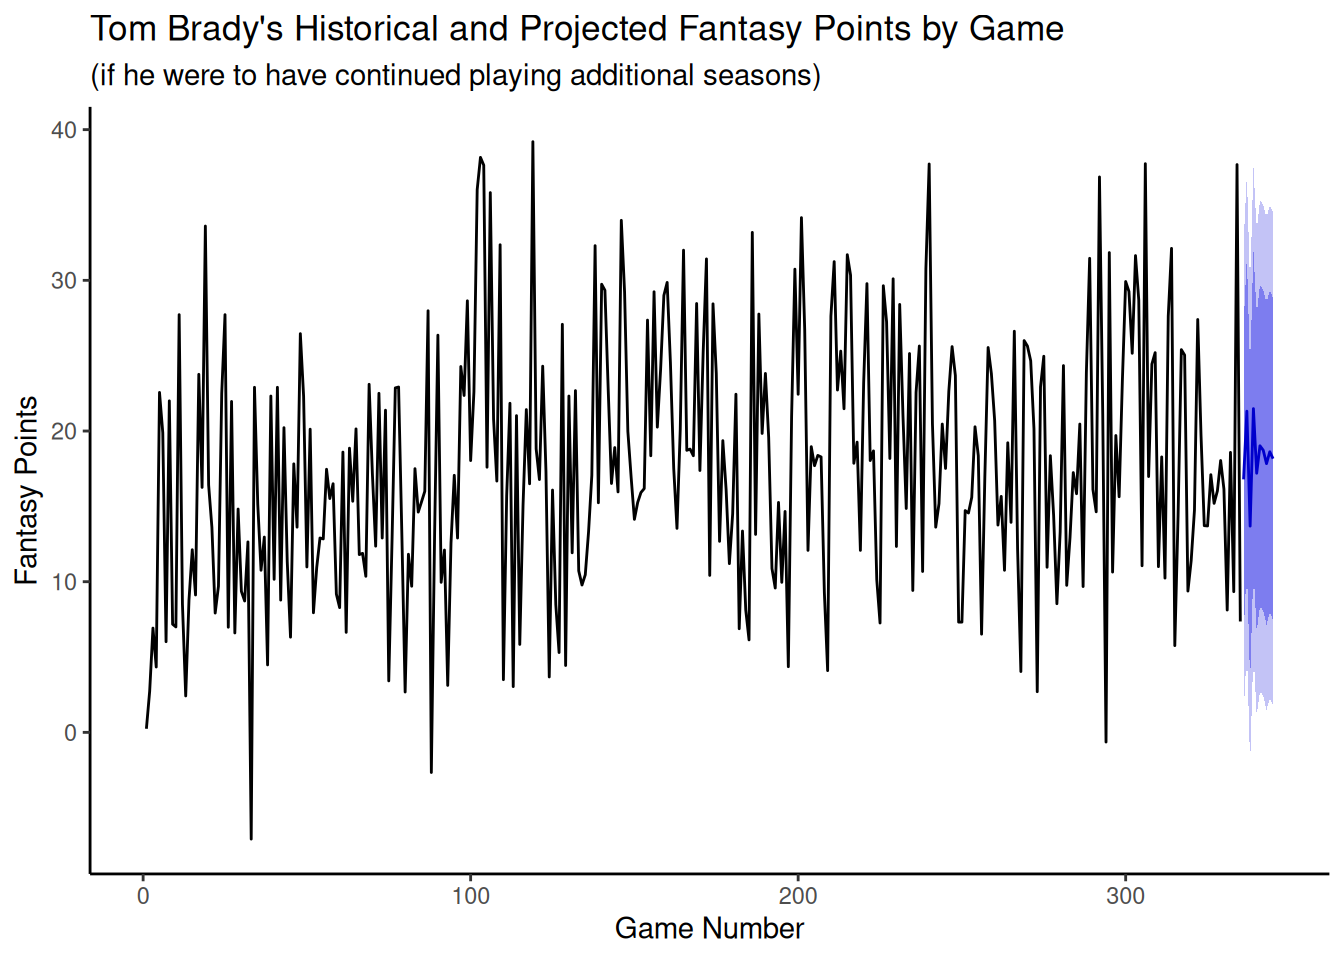 Tom Brady's Historical and Projected Fantasy Points by Game
(if he were to have continued playing additional seasons)
40
30
20
10
0
Fantasy Points
0 100 200 300
Game Number